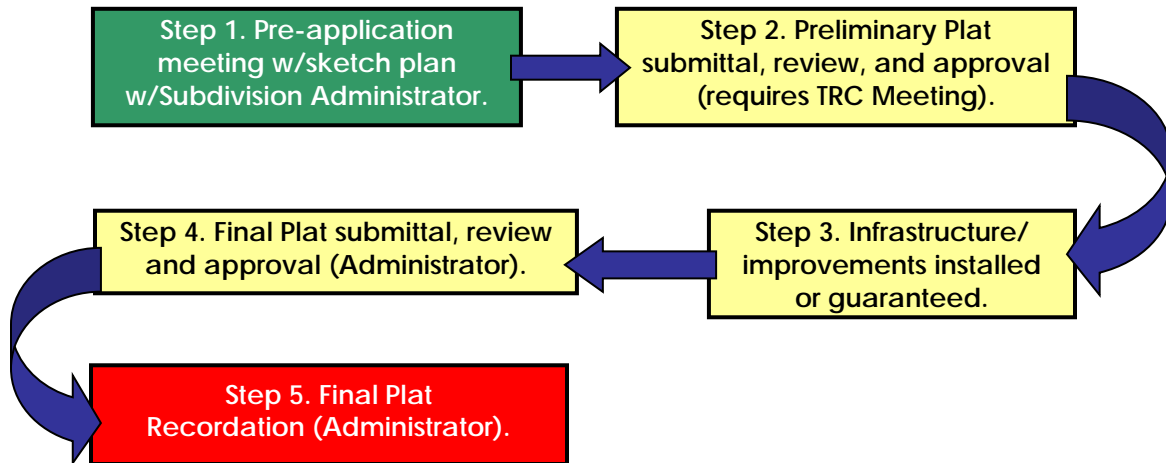 Step 1. Pre-application
meeting w/sketch plan
w/Subdivision Administrator.
Step 2. Preliminary Plat
submittal, review, and approval
(requires TRC Meeting).
Step 3. Infrastructure/
improvements installed
or guaranteed.
Step 4. Final Plat submittal, review
and approval (Administrator).
Step 5. Final Plat
Recordation (Administrator).